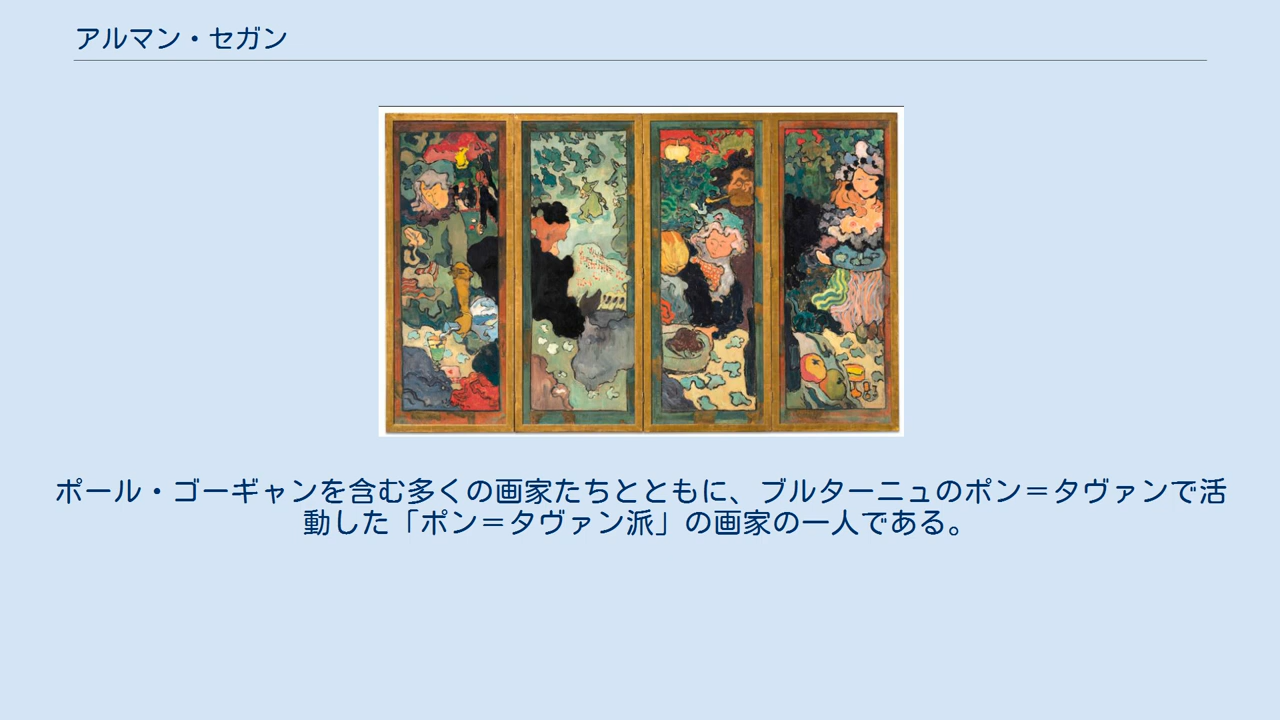 アルマン・セガン
ポール・ゴーギャンを含む多くの画家たちとともに、ブルターニュのポン＝タヴァンで活
動した「ポン＝タヴァン派」の画家の一人である。